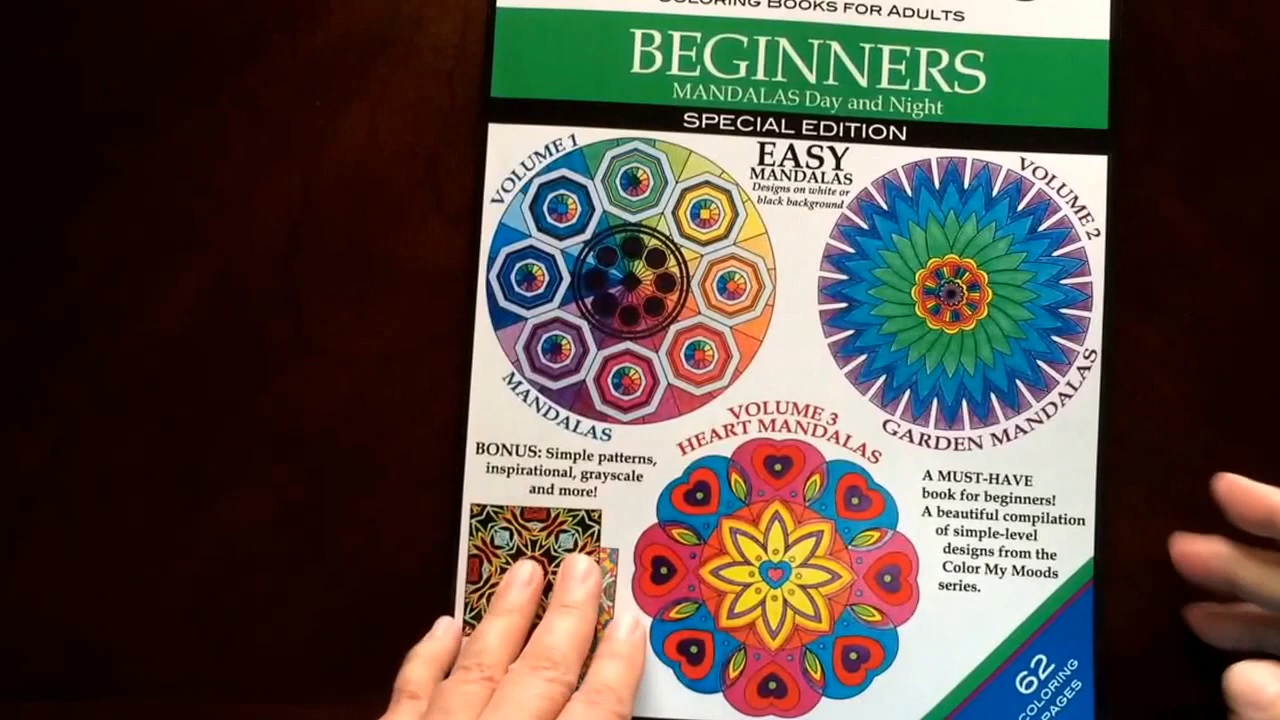 COLORING BOOKS FOR ADULTS
BEGINNERS
MANDALAS Day and Night
SPECIAL EDITION
VOLUME 1
MANDALAS
EASY
MANDALAS
Designs on white or
black background
VOLUME 2
GARDEN MANDALAS
VOLUME 3
HEART MANDALAS
BONUS: Simple patterns,
inspirational, grayscale
and more!
A MUST-HAVE
book for beginners!
A beautiful compilation
of simple-level
designs from the
Color My Moods
series.
62
COLORING
PAGES